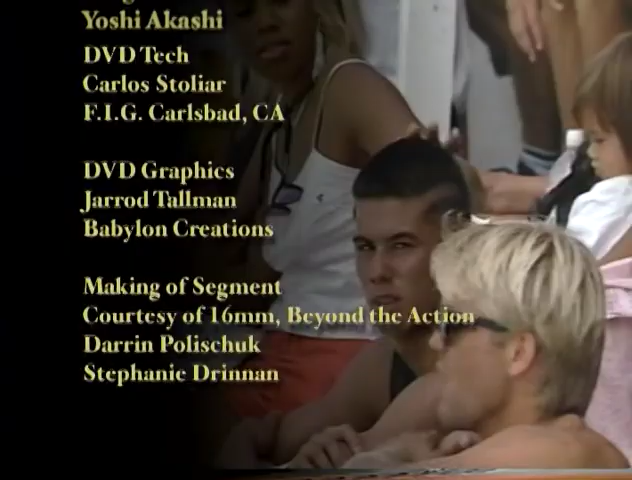 Yoshi Akashi
DVD Tech
Carlos Stoliar
F.I.G. Carlsbad, CA
DVD Graphics
Jarrod Tallman
Babylon Creations
Making of Segment
Courtesy of 16mm, Beyond the Action
Darrin Polischuk
Stephanie Drinnan